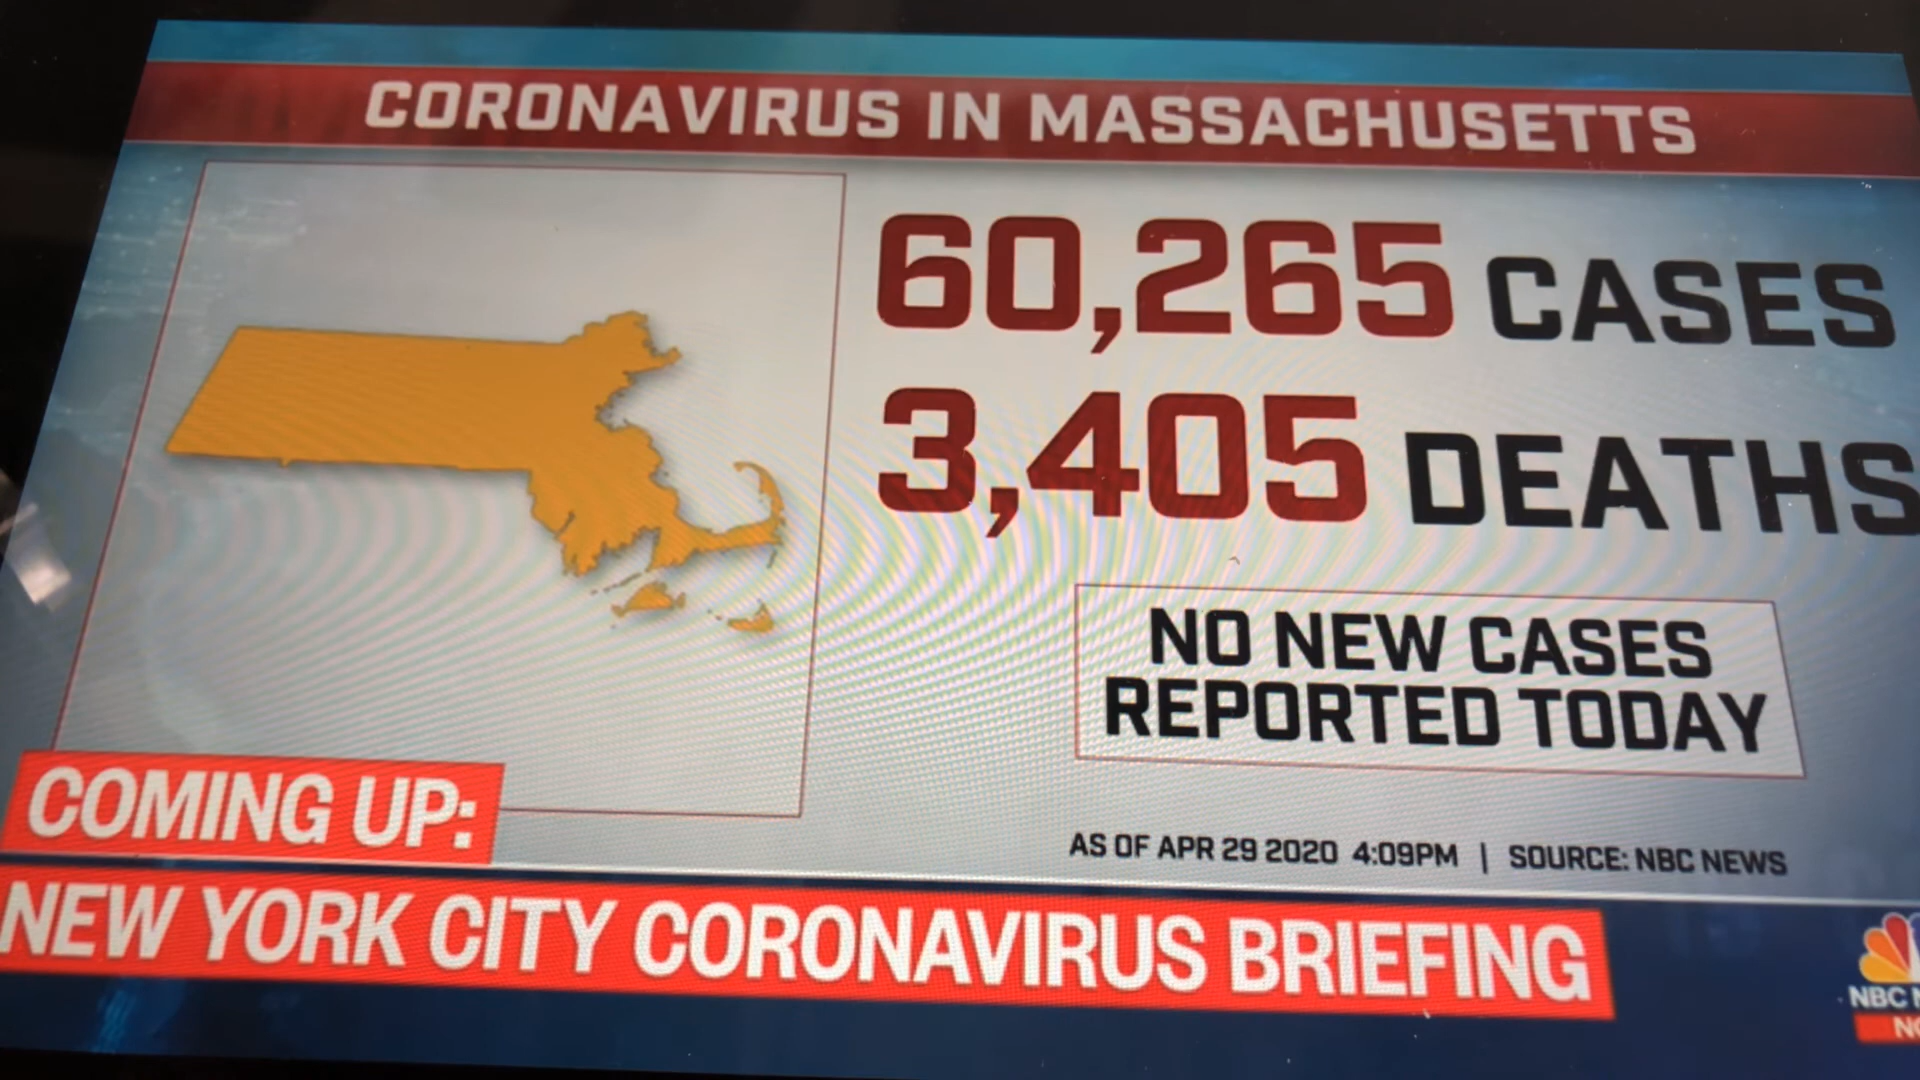 CORONAVIRUS IN MASSACHUSETTS
60,265 CASES
3,405 DEATHS
NO NEW CASES
REPORTED TODAY
AS OF APR 29 2020 4:09PM | SOURCE: NBC NEWS
COMING UP:
NEW YORK CITY CORONAVIRUS BRIEFING
NBC